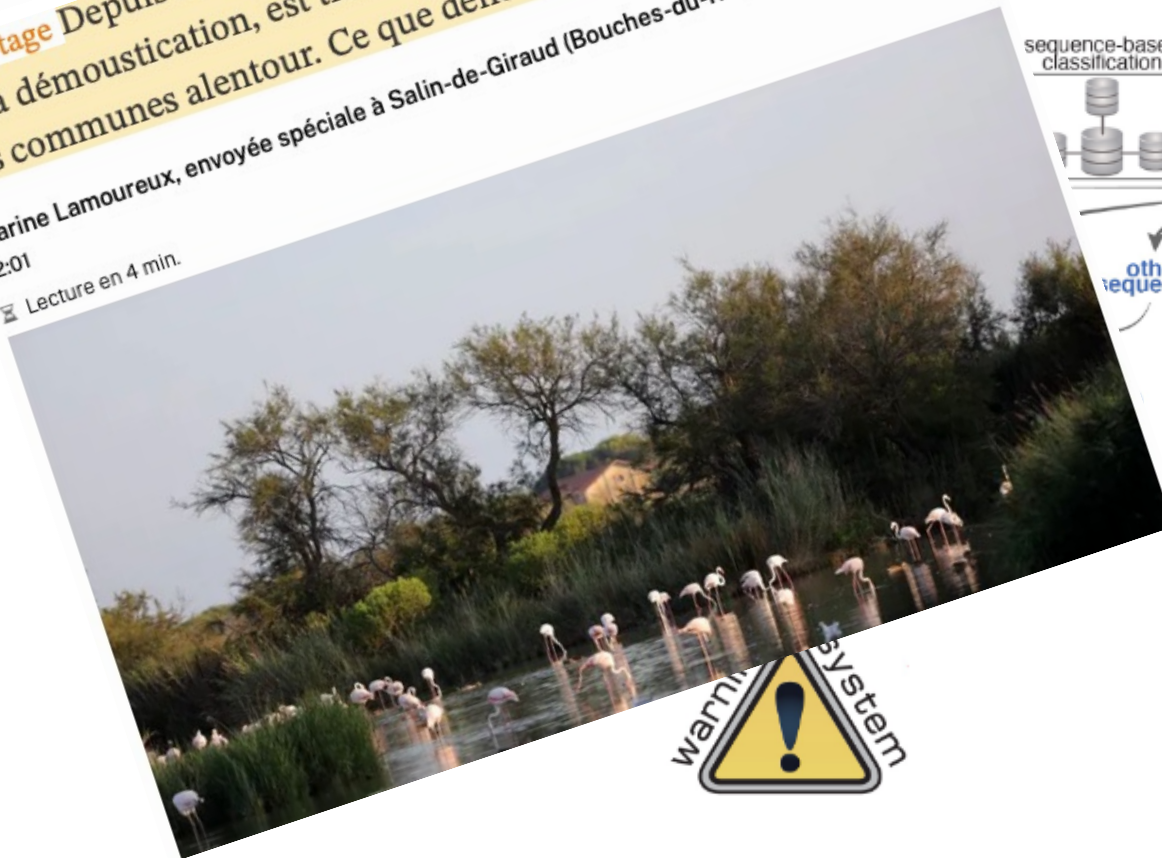 tage Depuis
démoustication, est
communes alentour. Ce que
arine Lamoureux, envoyée spéciale à Salin-de-Giraud (Bouches-du-
2:01
Lecture en 4 min.
sequence-base
classification
oth
seque
warni
system